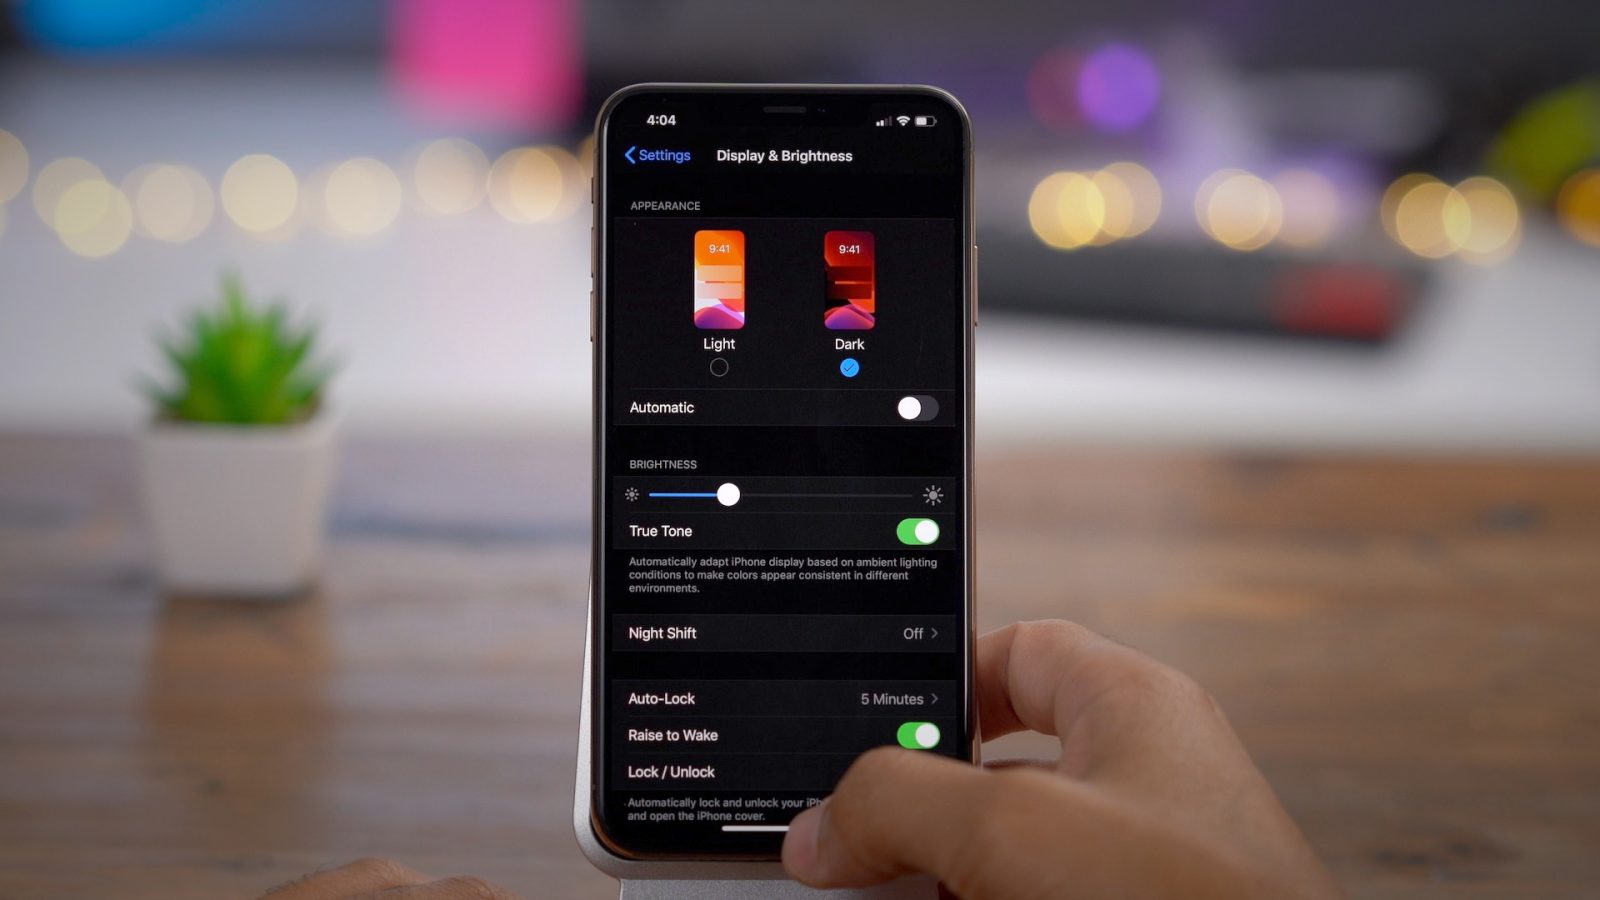 4:04
Settings
Display & Brightness
APPEARANCE
9:41
9:41
Light
Dark
Automatic
BRIGHTNESS
True Tone
Automatically adapt iPhone display based on ambient lighting
conditions to make colors appear consistent in different
environments.
Night Shift
Off
Auto-Lock
5 Minutes
Raise to Wake
Lock / Unlock
Automatically lock and unlock your
and open the iPhone cover.